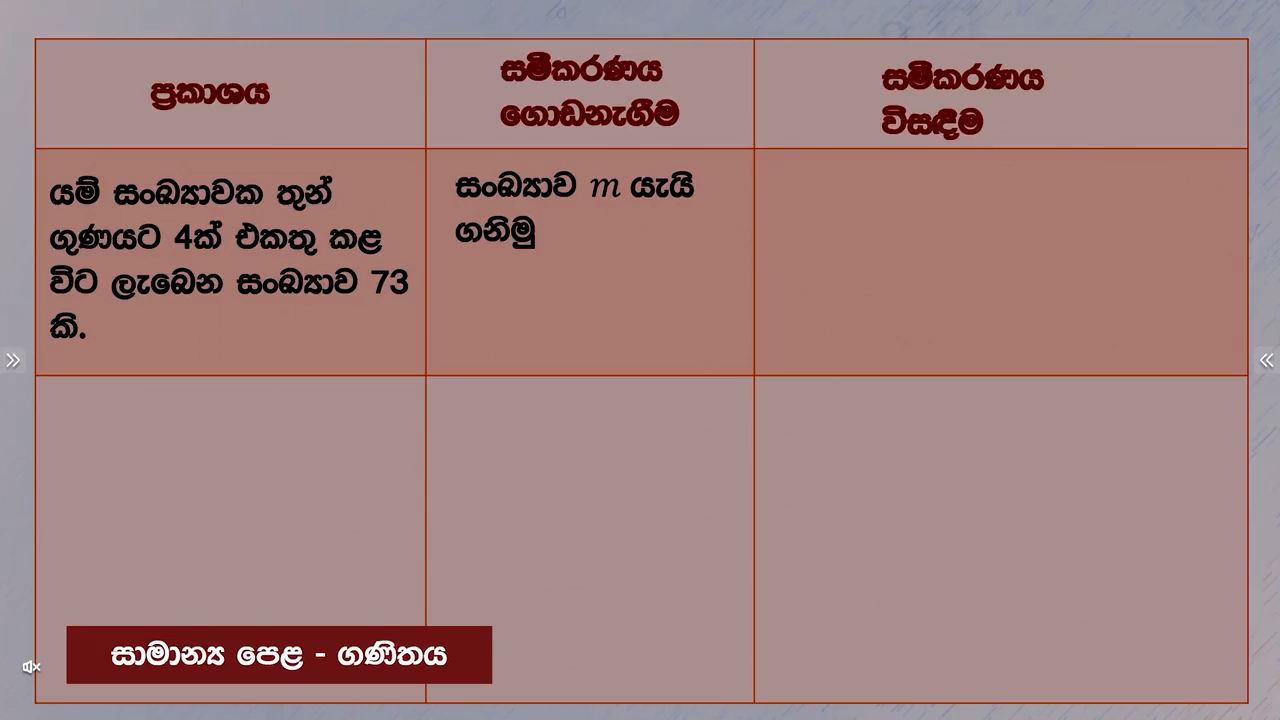 ප්‍රකාශය
සමීකරණය
ගොඩනැගීම
සමීකරණය
විසඳීම
යම් සංඛ්‍යාවක තුන්
ගුණයට 4ක් එකතු කළ
විට ලැබෙන සංඛ්‍යාව 73
කි.
සංඛ්‍යාව m යැයි
ගනිමු
සාමාන්‍ය පෙළ - ගණිතය